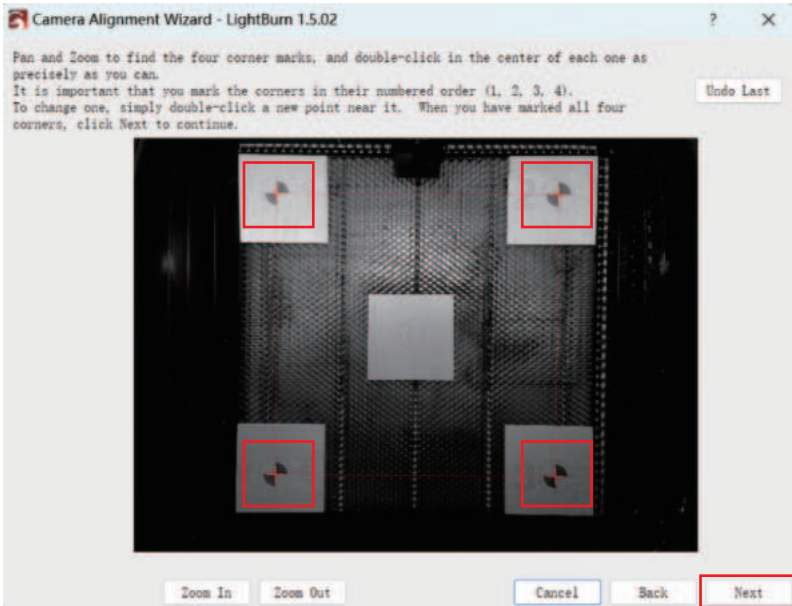 Camera Alignment Wizard - LightBurn 1.5.02
? ×
Pan and Zoom to find the four corner marks, and double-click in the center of each one as
precisely as you can.
It is important that you mark the corners in their numbered order (1, 2, 3, 4).
To change one, simply double-click a new point near it. When you have marked all four
corners, click Next to continue.
Undo Last
Zoom In Zoom Out Cancel Back Next